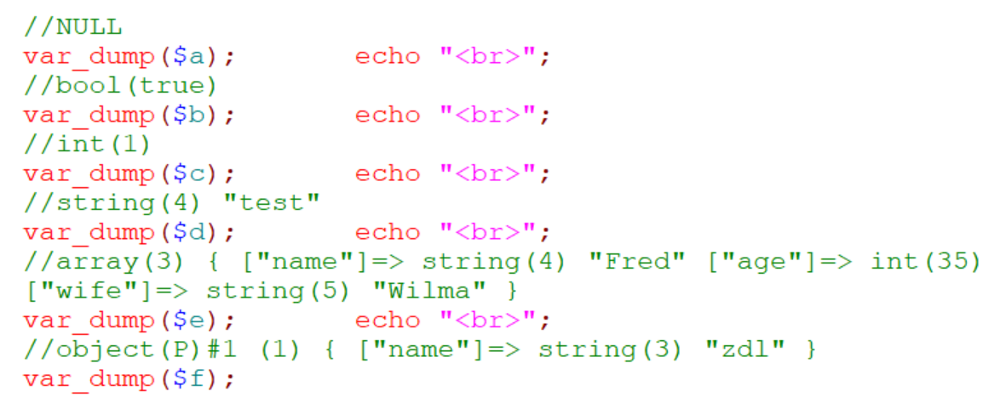 //NULL
var_dump($a);       echo "<br>";
//bool(true)
var_dump($b);       echo "<br>";
//int(1)
var_dump($c);       echo "<br>";
//string(4) "test"
var_dump($d);       echo "<br>";
//array(3) { ["name"]=> string(4) "Fred" ["age"]=> int(35)
["wife"]=> string(5) "Wilma" }
var_dump($e);       echo "<br>";
//object(P)#1 (1) { ["name"]=> string(3) "zdl" }
var_dump($f);